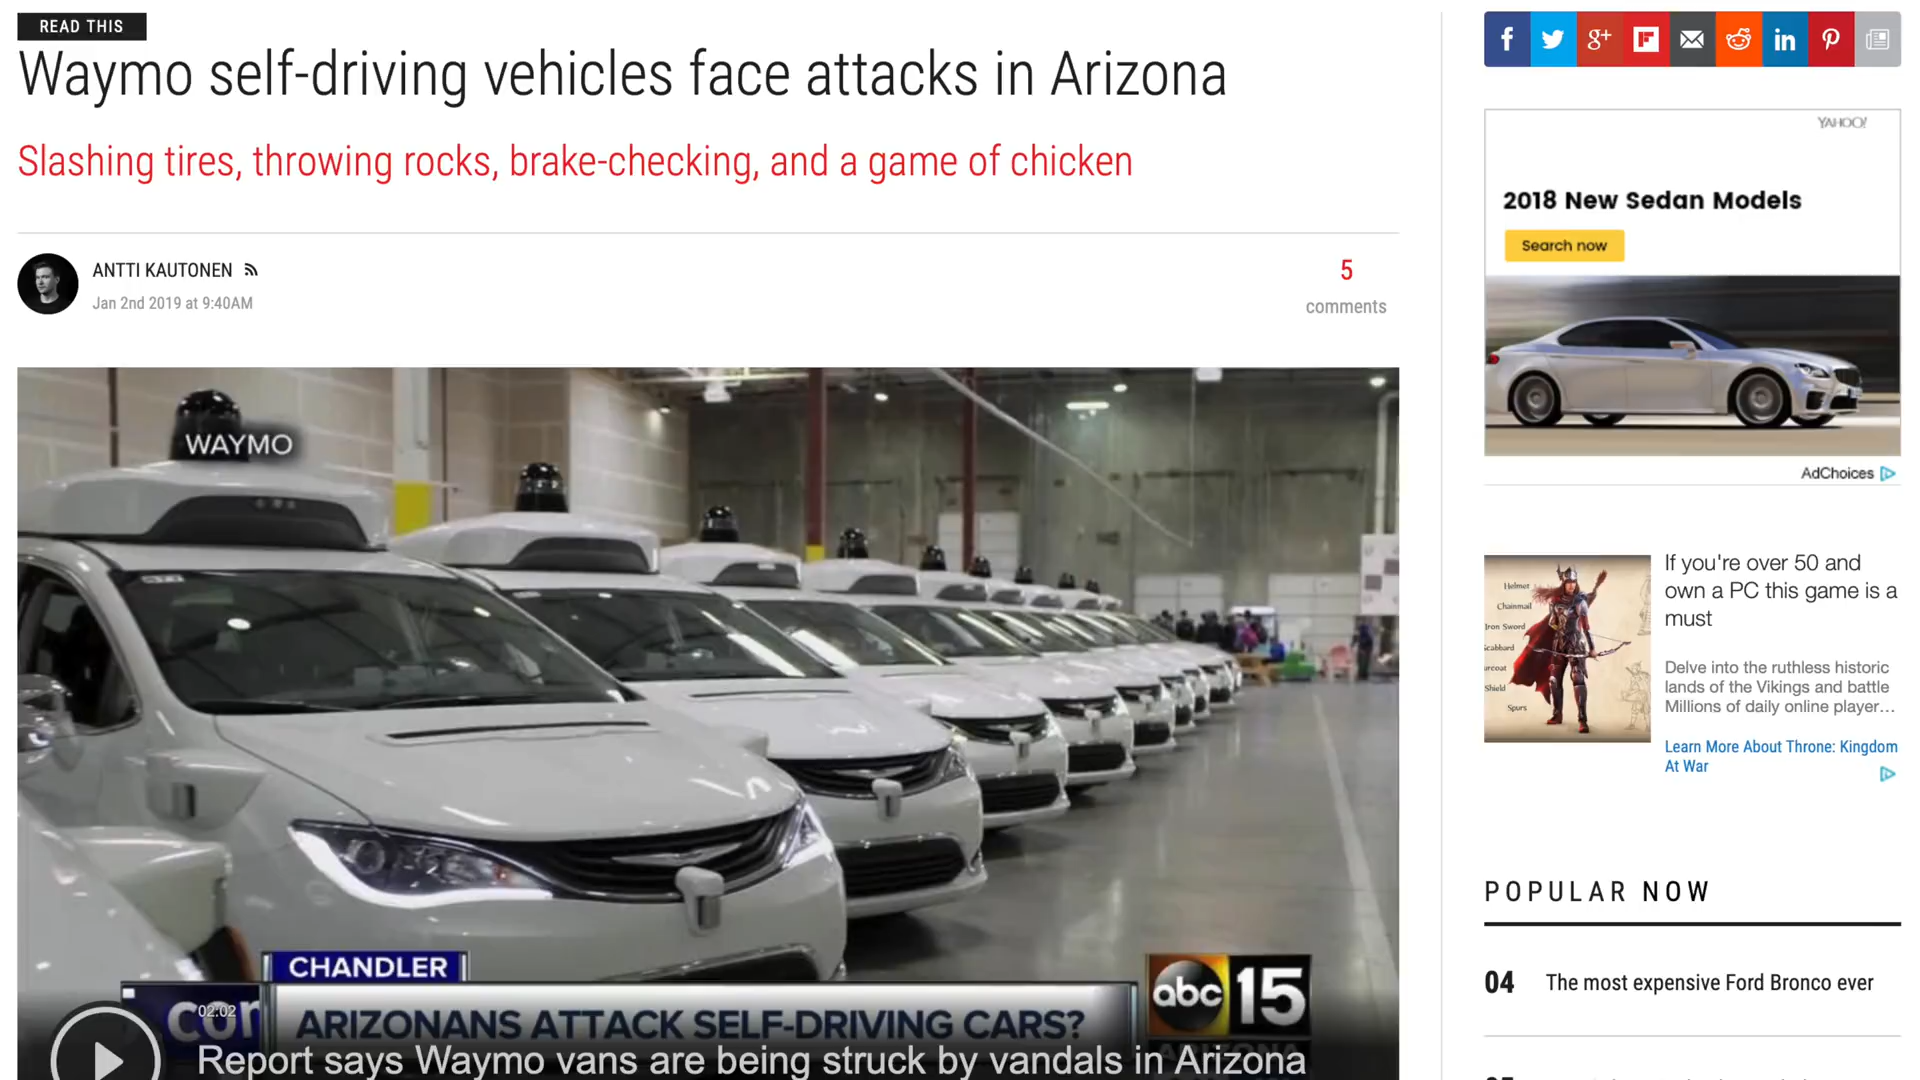 READ THIS
Waymo self-driving vehicles face attacks in Arizona
Slashing tires, throwing rocks, brake-checking, and a game of chicken
ANTTI KAUTONEN
Jan 2nd 2019 at 9:40AM
5
comments
WAYMO
CHANDLER
02:02
ARIZONANS ATTACK SELF-DRIVING CARS?
abc 15
Report says Waymo vans are being struck by vandals in Arizona
YAHOO!
2018 New Sedan Models
Search now
AdChoices
Helmet
Chainmail
Iron Sword
Scabbard
Shield
Spurs
If you're over 50 and
own a PC this game is a
must
Delve into the ruthless historic
lands of the Vikings and battle
Millions of daily online player...
Learn More About Throne: Kingdom
At War
POPULAR NOW
04 The most expensive Ford Bronco ever